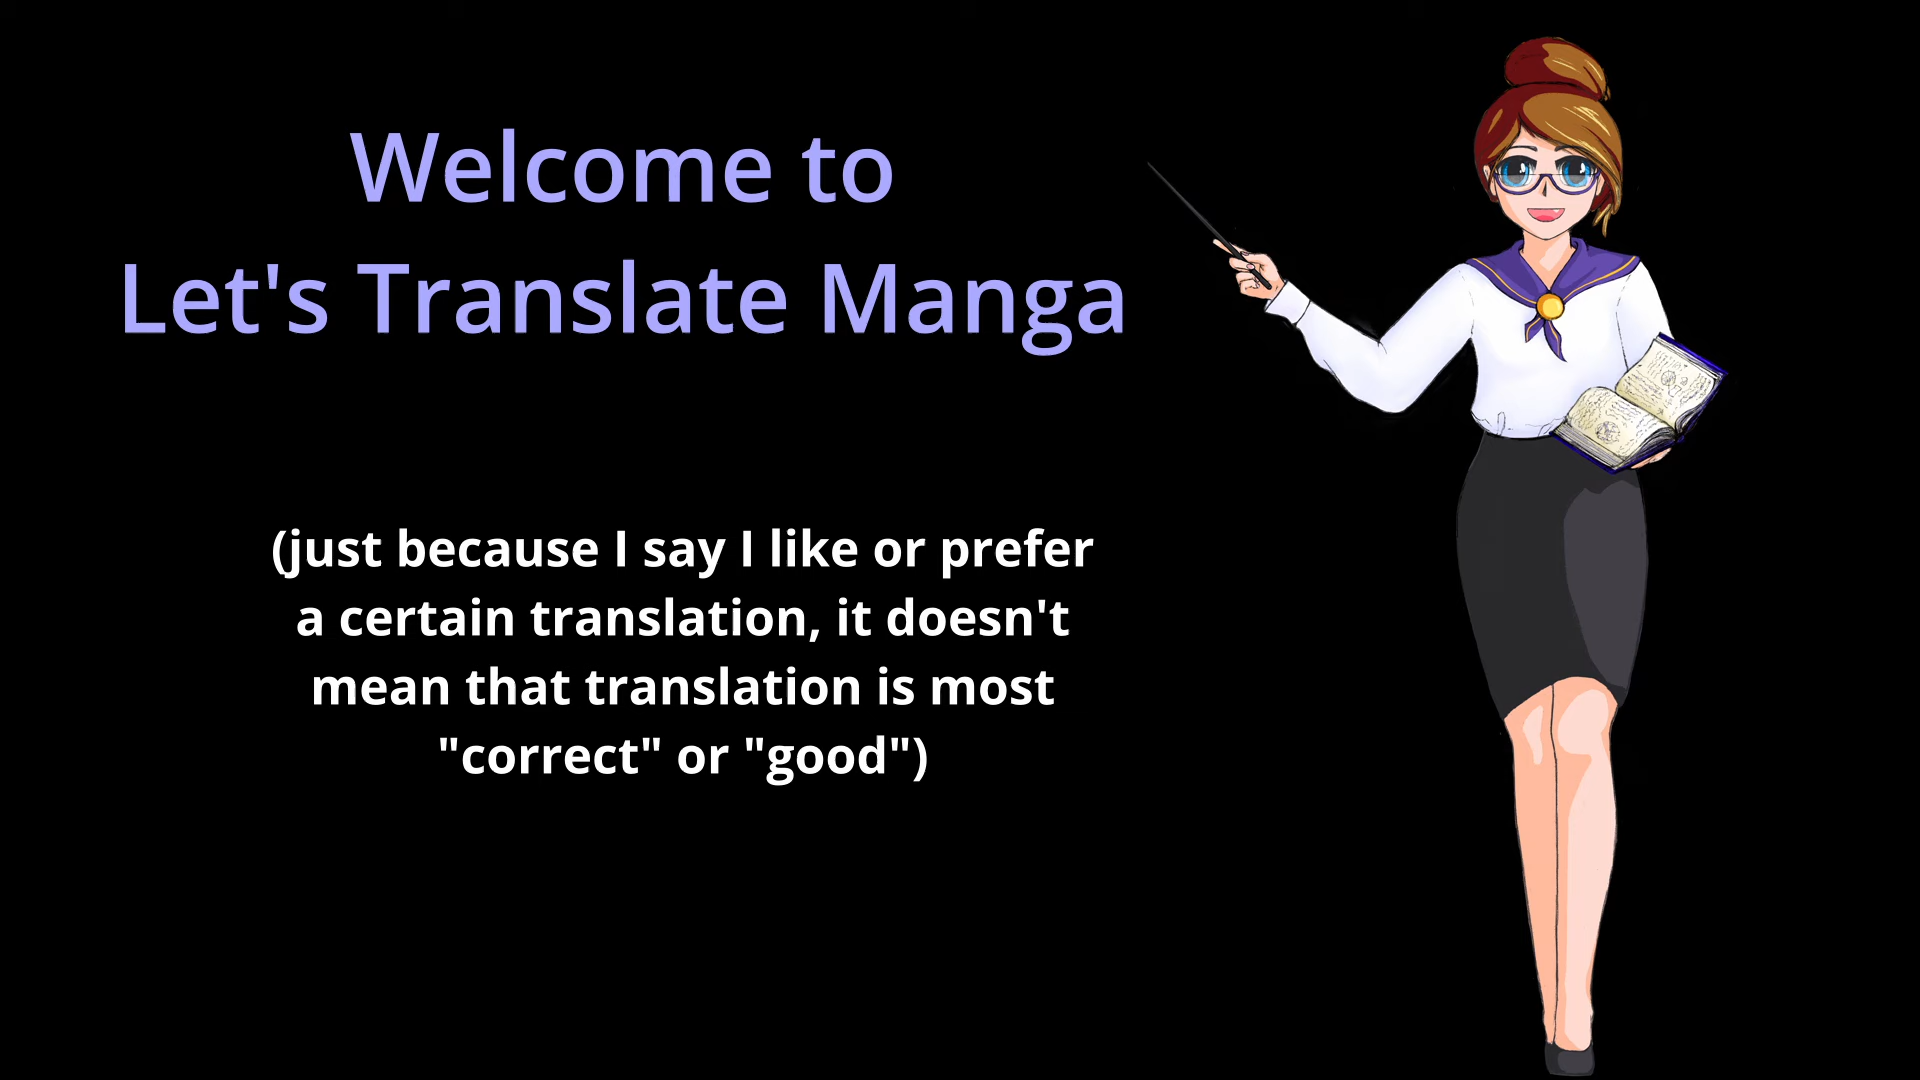 Welcome to
Let's Translate Manga
(just because I say I like or prefer
a certain translation, it doesn't
mean that translation is most
"correct" or "good")